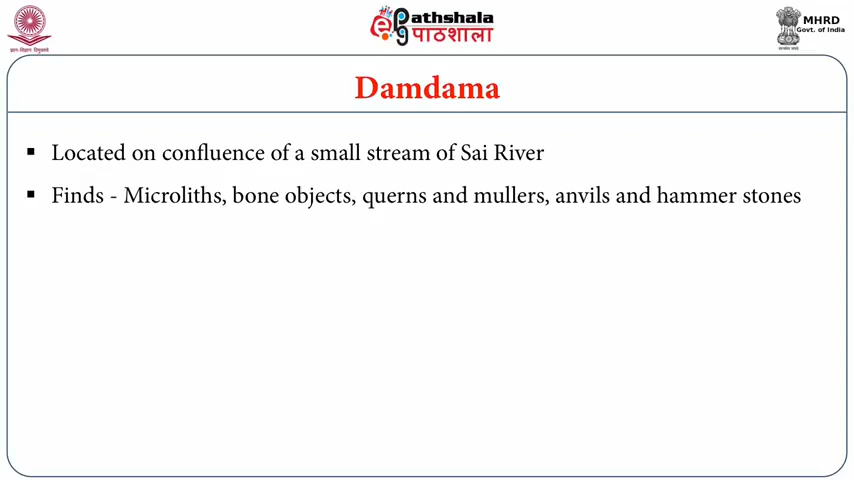 ePathshala
पाठशाला
MHRD
Govt. of India
Damdama
▪ Located on confluence of a small stream of Sai River
▪ Finds - Microliths, bone objects, querns and mullers, anvils and hammer stones